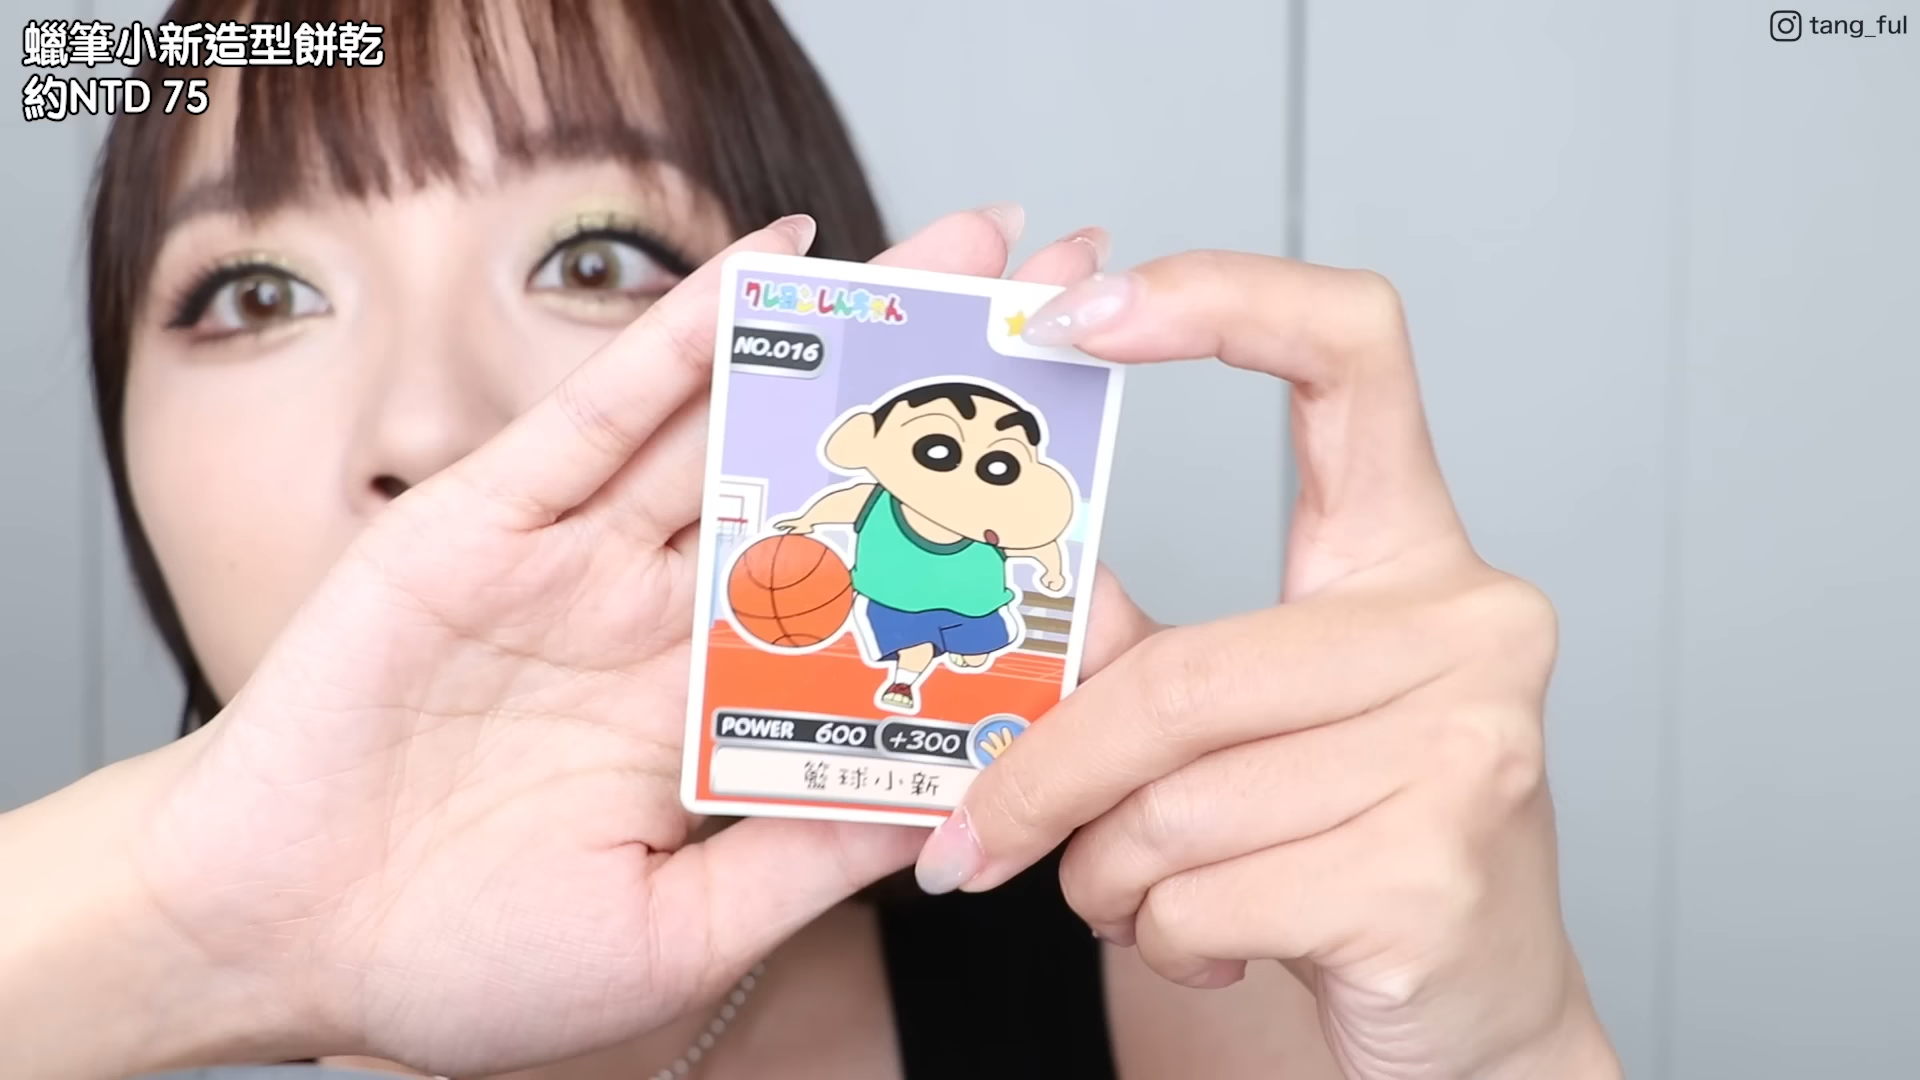 蠟筆小新造型餅乾
約NTD 75
tang_ful
クレヨンしんちゃん
NO.016
POWER 600 +300
籃球小新